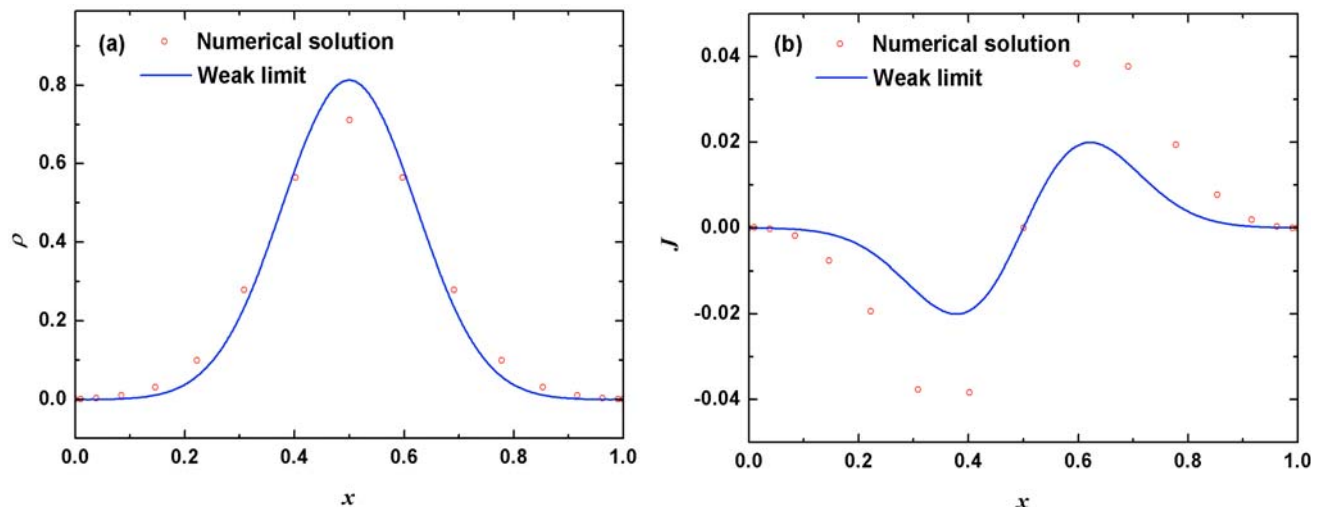 (a)
Numerical solution
Weak limit
0.8
0.6
0.4
0.2
0.0
ρ
0.0 0.2 0.4 0.6 0.8 1.0
x
(b)
Numerical solution
Weak limit
0.04
0.02
0.00
-0.02
-0.04
J
0.0 0.2 0.4 0.6 0.8 1.0
x